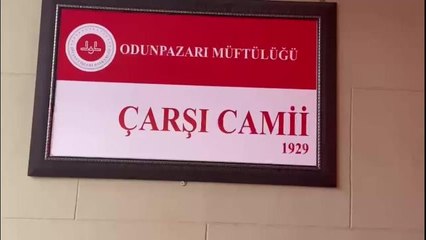 ODUNPAZARI MÜFTÜLÜĞÜ
ÇARŞI CAMİİ
1929